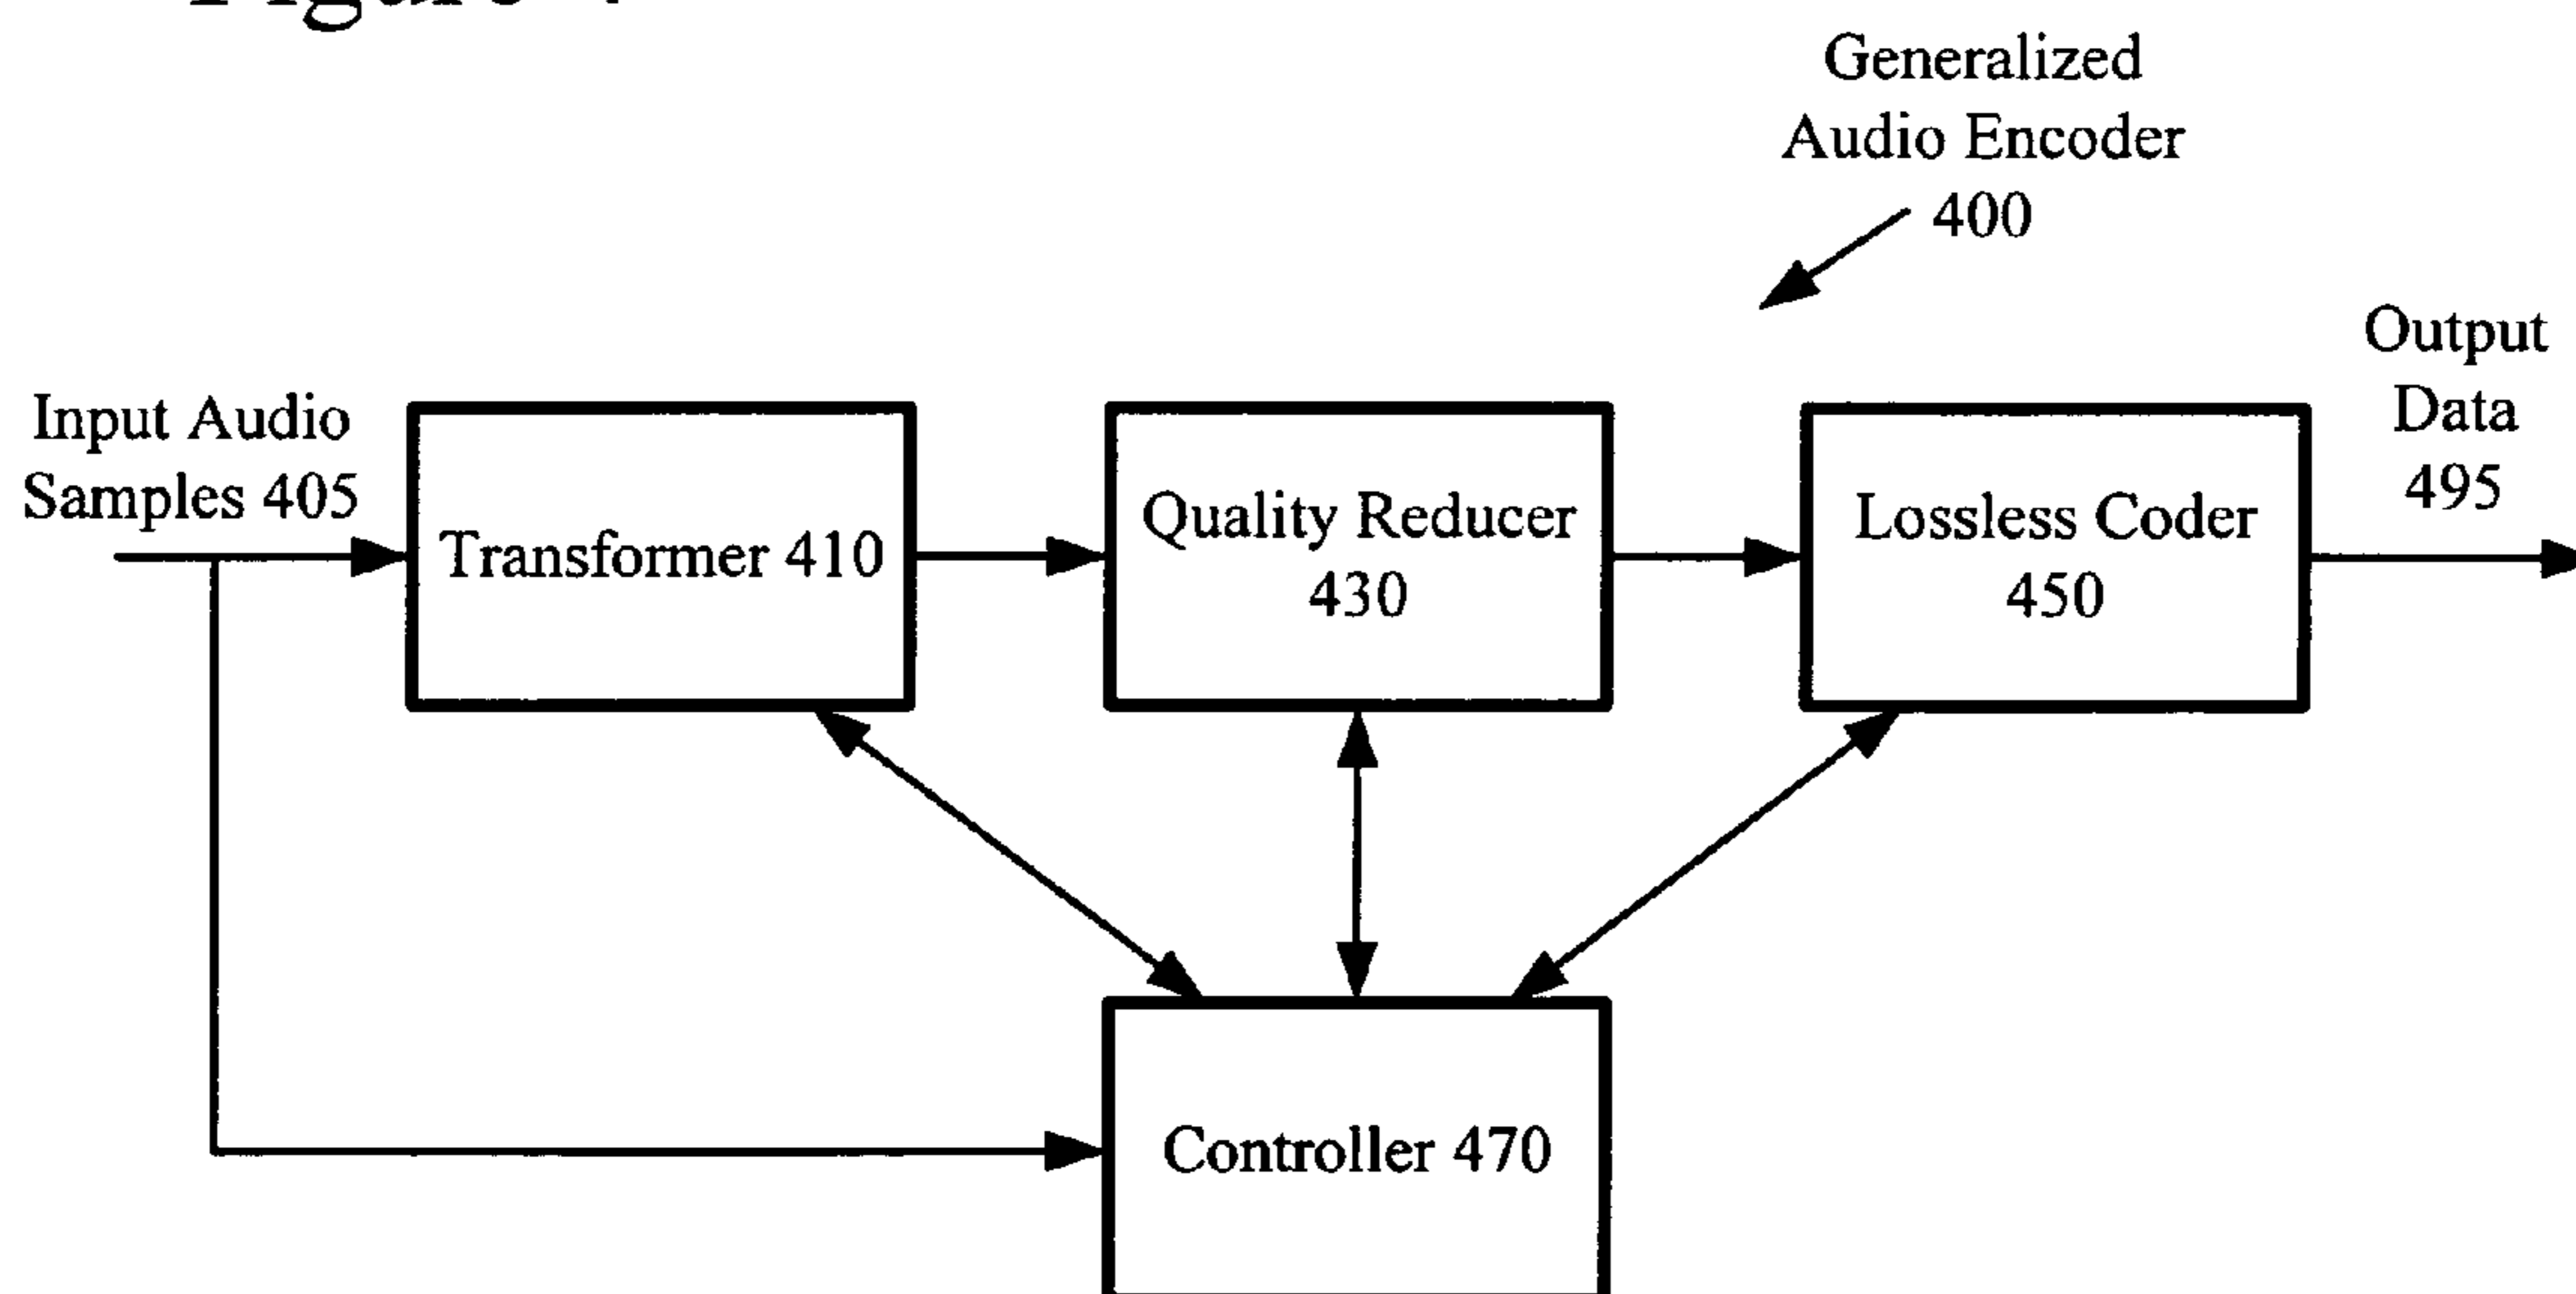 Figure
Generalized
Audio Encoder
400
Output
Data
495
Input Audio
Samples 405
Transformer 410
Quality Reducer
430
Lossless Coder
450
Controller 470